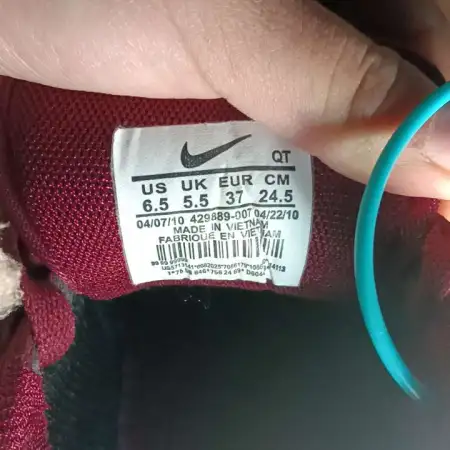 QT
US UK EUR CM
6.5 5.5 37 24.5
04/07/10 429889-007 04/22/10
MADE IN VIETNAM
FABRIQUE EN VIETNAM